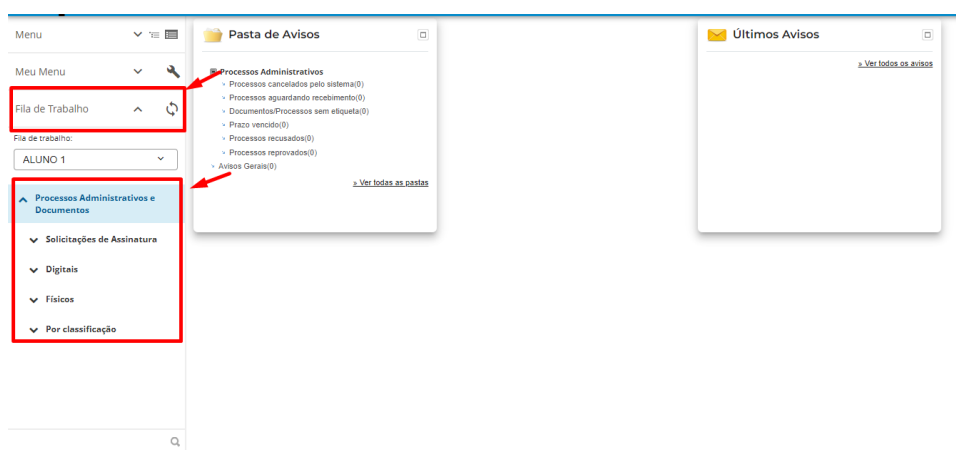 Menu
Meu Menu
Fila de Trabalho
Fila de trabalho:
ALUNO 1
Processos Administrativos e
Documentos
Solicitações de Assinatura
Digitais
Físicos
Por classificação
Pasta de Avisos
Processos Administrativos
Processos cancelados pelo sistema(0)
Processos aguardando recebimento(0)
Documentos/Processos sem etiqueta(0)
Prazo vencido(0)
Processos recusados(0)
Processos reprovados(0)
Avisos Gerais(0)
» Ver todas as pastas
Últimos Avisos
» Ver todos os avisos